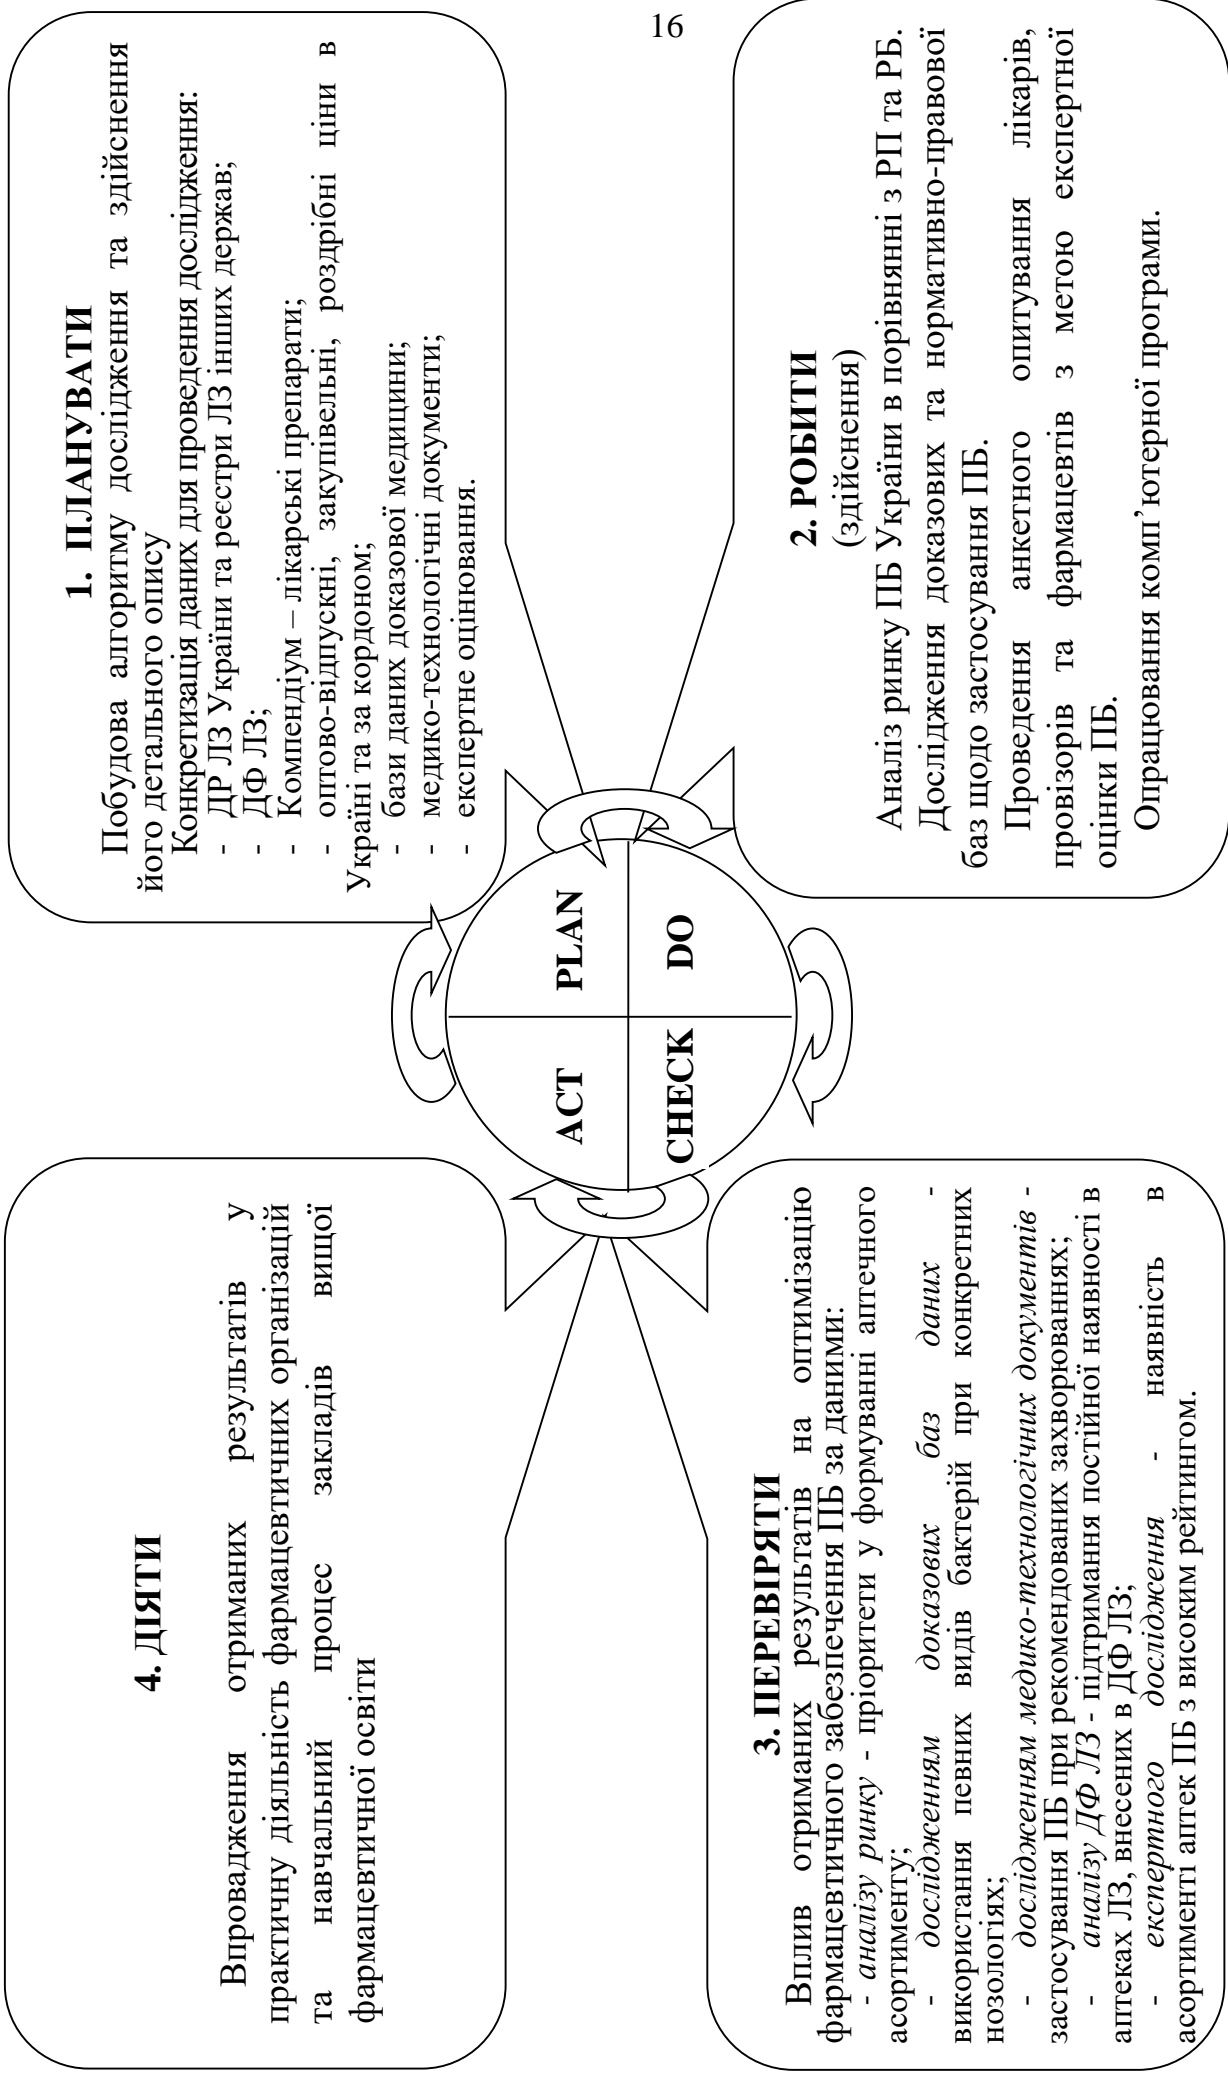 16
1. ПЛАНУВАТИ
Побудова алгоритму дослідження та здійснення
його детального опису
Конкретизація даних для проведення дослідження:
- ДР ЛЗ України та реєстри ЛЗ інших держав;
- ДФ ЛЗ;
- Компендіум – лікарські препарати;
- оптово-відпускні, закупівельні, роздрібні ціни в
Україні та за кордоном;
- бази даних доказової медицини;
- медико-технологічні документи;
- експертне оцінювання.
2. РОБИТИ
(здійснення)
Аналіз ринку ПБ України в порівнянні з РП та РБ.
Дослідження доказових та нормативно-правової
баз щодо застосування ПБ.
Проведення анкетного опитування лікарів,
провізорів та фармацевтів з метою експертної
оцінки ПБ.
Опрацювання комп'ютерної програми.
ACT
PLAN
CHECK
DO
3. ПЕРЕВІРЯТИ
Вплив отриманих результатів на оптимізацію
фармацевтичного забезпечення ПБ за даними:
- аналізу ринку - пріоритети у формуванні аптечного
асортименту;
- дослідженням доказових баз даних -
використання певних видів бактерій при конкретних
нозологіях;
- дослідженням медико-технологічних документів -
застосування ПБ при рекомендованих захворюваннях;
- аналізу ДФ ЛЗ - підтримання постійної наявності в
аптеках ЛЗ, внесених в ДФ ЛЗ;
- експертного дослідження - наявність в
асортименті аптек ПБ з високим рейтингом.
4. ДІЯТИ
Впровадження отриманих результатів у
практичну діяльність фармацевтичних організацій
та навчальний процес закладів вищої
фармацевтичної освіти